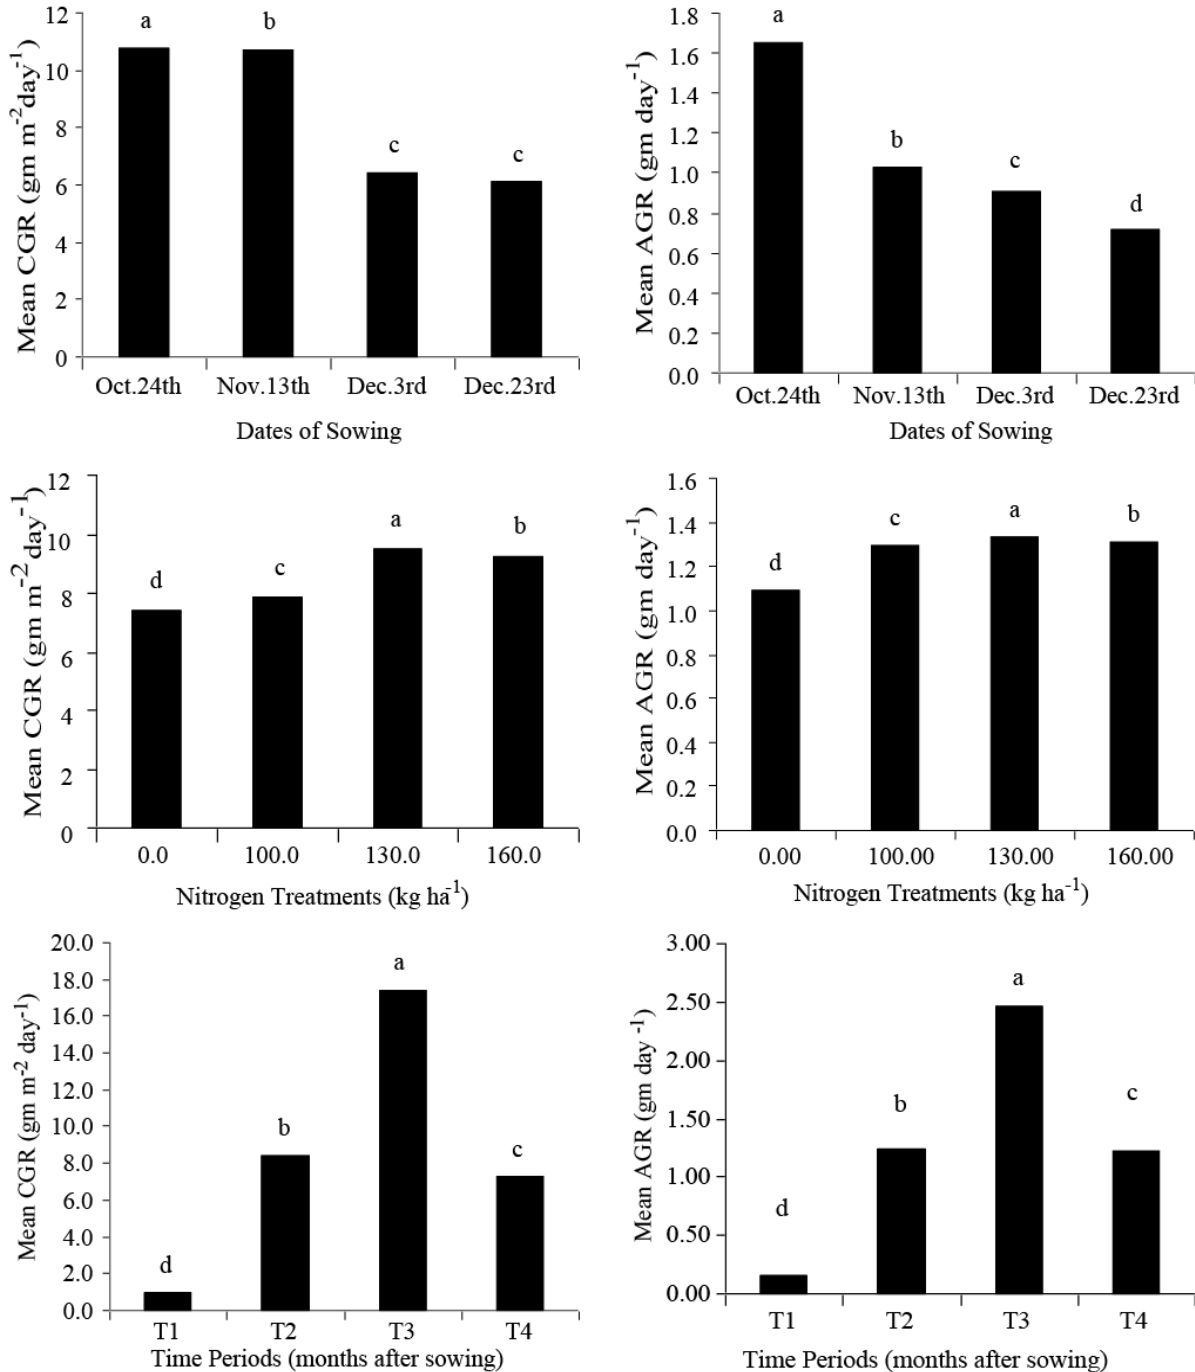 Mean CGR (gm m⁻²day⁻¹)
12
10
8
6
4
2
0
a
b
c
c
Oct.24th Nov.13th Dec.3rd Dec.23rd
Dates of Sowing
Mean AGR (gm day⁻¹)
1.8
1.6
1.4
1.2
1.0
0.8
0.6
0.4
0.2
0.0
a
b
c
d
Oct.24th Nov.13th Dec.3rd Dec.23rd
Dates of Sowing
Mean CGR (gm m⁻²day⁻¹)
12
10
8
6
4
2
0
d
c
a
b
0.0 100.0 130.0 160.0
Nitrogen Treatments (kg ha⁻¹)
Mean AGR (gm day⁻¹)
1.6
1.4
1.2
1.0
0.8
0.6
0.4
0.2
0.0
d
c
a
b
0.00 100.00 130.00 160.00
Nitrogen Treatments (kg ha⁻¹)
Mean CGR (gm m⁻² day⁻¹)
20.0
18.0
16.0
14.0
12.0
10.0
8.0
6.0
4.0
2.0
0.0
d
b
a
c
T1 T2 T3 T4
Time Periods (months after sowing)
Mean AGR (gm day ⁻¹)
3.00
2.50
2.00
1.50
1.00
0.50
0.00
d
b
a
c
T1 T2 T3 T4
Time Periods (months after sowing)